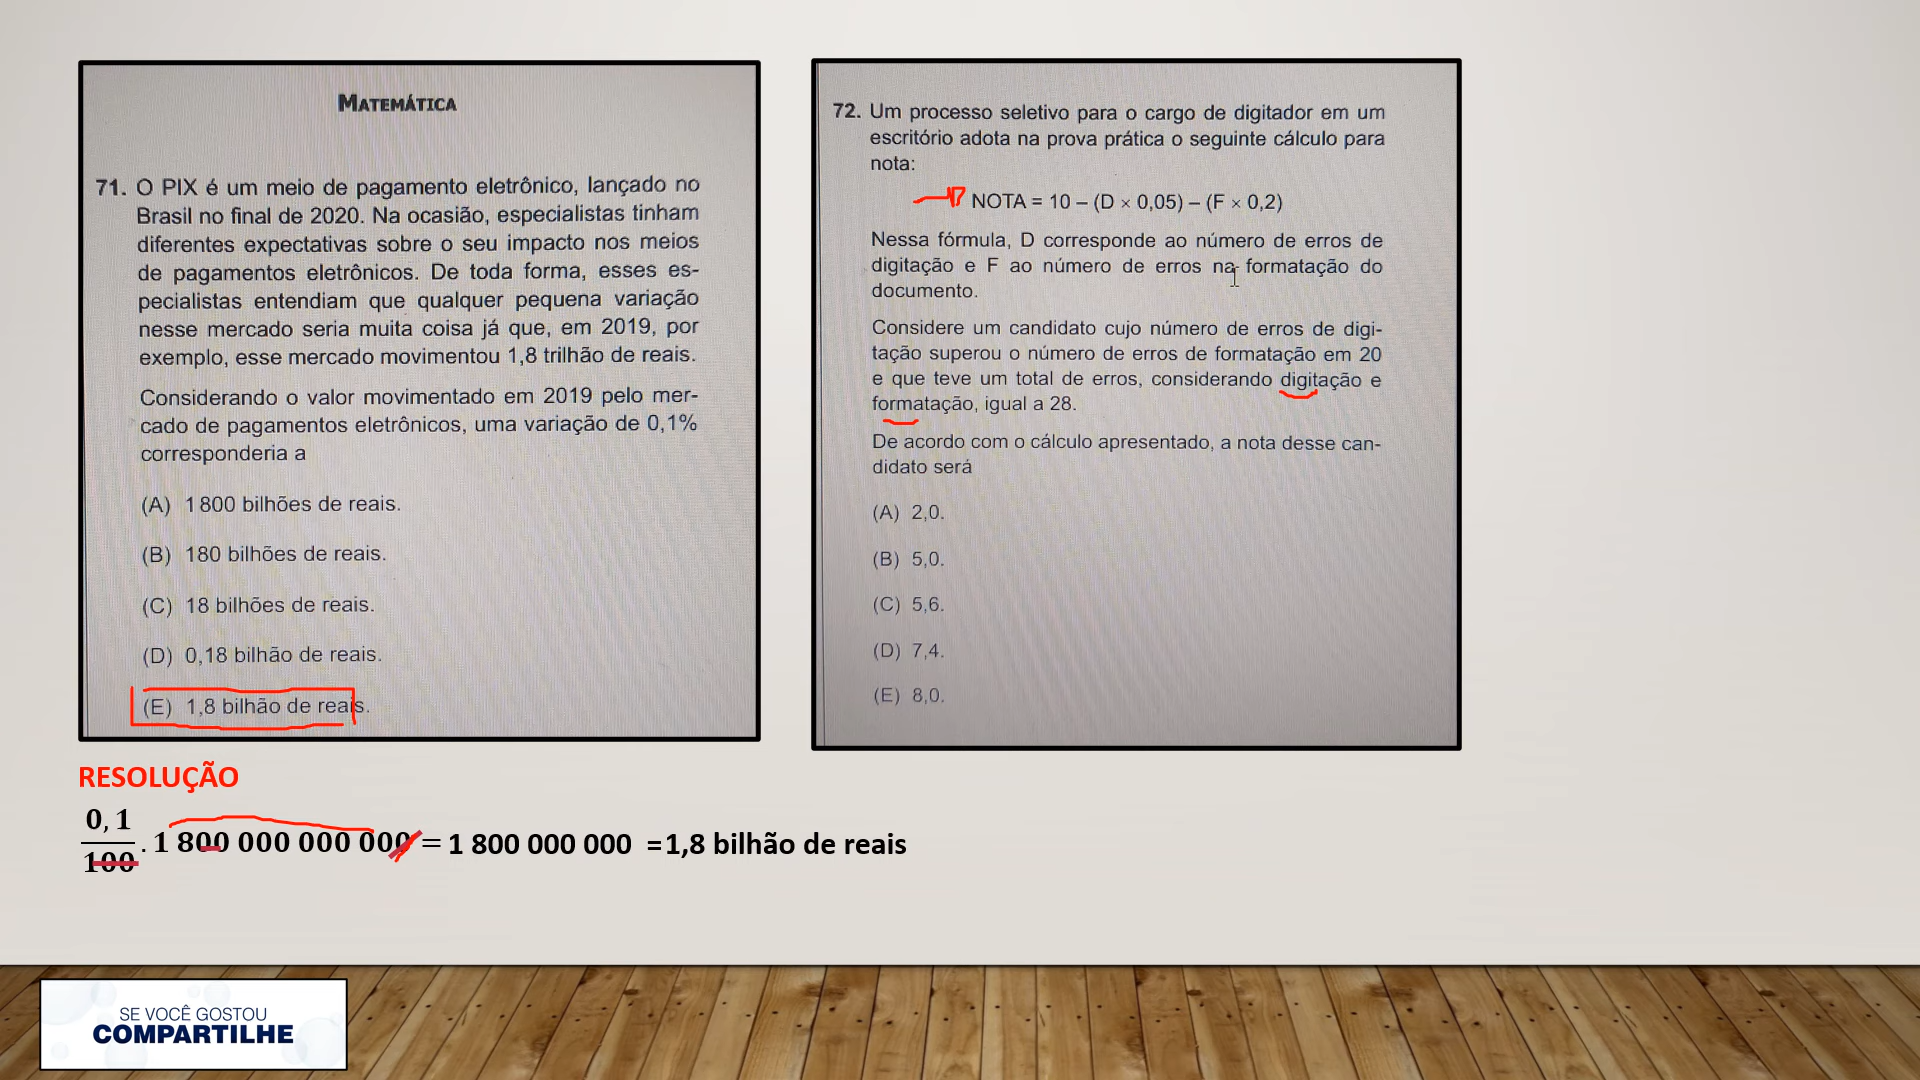 MATEMÁTICA
71. O PIX é um meio de pagamento eletrônico, lançado no
Brasil no final de 2020. Na ocasião, especialistas tinham
diferentes expectativas sobre o seu impacto nos meios
de pagamentos eletrônicos. De toda forma, esses es-
pecialistas entendiam que qualquer pequena variação
nesse mercado seria muita coisa já que, em 2019, por
exemplo, esse mercado movimentou 1,8 trilhão de reais.
Considerando o valor movimentado em 2019 pelo mer-
cado de pagamentos eletrônicos, uma variação de 0,1%
corresponderia a
(A) 1 800 bilhões de reais.
(B) 180 bilhões de reais.
(C) 18 bilhões de reais.
(D) 0,18 bilhão de reais.
(E) 1,8 bilhão de reais.
72. Um processo seletivo para o cargo de digitador em um
escritório adota na prova prática o seguinte cálculo para
nota:
NOTA = 10 – (D × 0,05) – (F × 0,2)
Nessa fórmula, D corresponde ao número de erros de
digitação e F ao número de erros na formatação do
documento.
Considere um candidato cujo número de erros de digi-
tação superou o número de erros de formatação em 20
e que teve um total de erros, considerando digitação e
formatação, igual a 28.
De acordo com o cálculo apresentado, a nota desse can-
didato será
(A) 2,0.
(B) 5,0.
(C) 5,6.
(D) 7,4.
(E) 8,0.
RESOLUÇÃO
0,1/100 . 1 800 000 000 000 = 1 800 000 000 =1,8 bilhão de reais
SE VOCÊ GOSTOU
COMPARTILHE